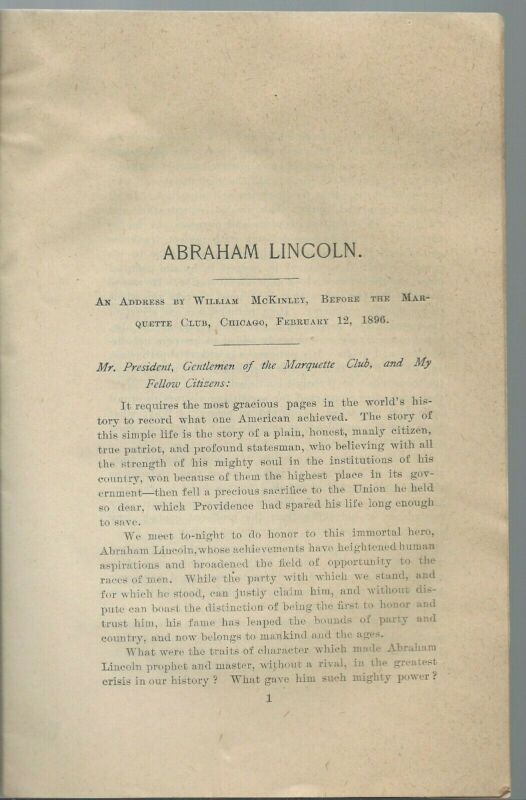 ABRAHAM LINCOLN.
An Address by William McKinley, Before the Mar-
quette Club, Chicago, February 12, 1896.
Mr. President, Gentlemen of the Marquette Club, and My
Fellow Citizens:
It requires the most gracious pages in the world's his-
tory to record what one American achieved. The story of
this simple life is the story of a plain, honest, manly citizen,
true patriot, and profound statesman, who believing with all
the strength of his mighty soul in the institutions of his
country, won because of them the highest place in its gov-
ernment—then fell a precious sacrifice to the Union he held
so dear, which Providence had spared his life long enough
to save.
We meet to-night to do honor to this immortal hero,
Abraham Lincoln, whose achievements have heightened human
aspirations and broadened the field of opportunity to the
races of men. While the party with which we stand, and
for which he stood, can justly claim him, and without dis-
pute can boast the distinction of being the first to honor and
trust him, his fame has leaped the bounds of party and
country, and now belongs to mankind and the ages.
What were the traits of character which made Abraham
Lincoln prophet and master, without a rival, in the greatest
crisis in our history? What gave him such mighty power?
1